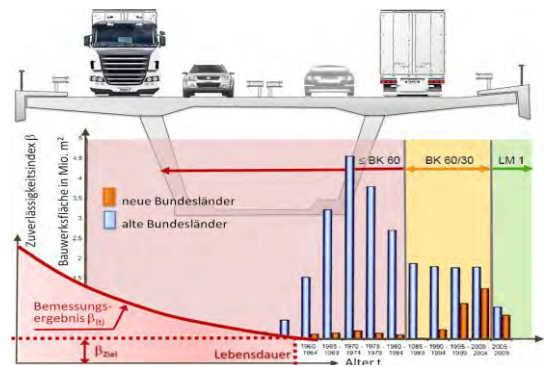 ≤ BK 60
BK 60/30
LM 1
Zuverlässigkeitsindex β
Bauwerksfläche in Mio. m²
neue Bundesländer
alte Bundesländer
Bemessungs-
ergebnis β(t)
βZiel
Lebensdauer
1960 - 1964
1965 - 1969
1970 - 1974
1975 - 1979
1980 - 1984
1985 - 1989
1990 - 1994
1995 - 1999
2000 - 2004
2005 - 2009
Alter t